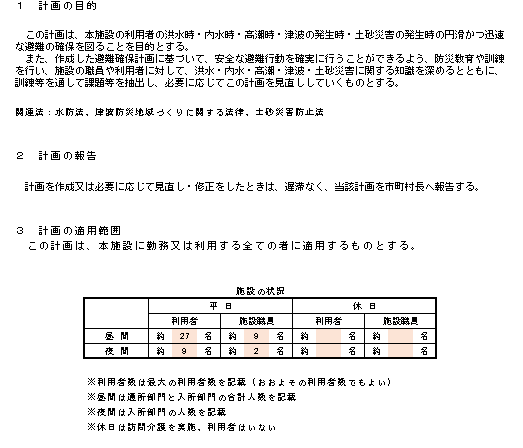 １　計画の目的
この計画は、本施設の利用者の洪水時・内水時・高潮時・津波の発生時・土砂災害の発生時の円滑かつ迅速
な避難の確保を図ることを目的とする。
また、作成した避難確保計画に基づいて、安全な避難行動を確実に行うことができるよう、防災教育や訓練
を行い、施設の職員や利用者に対して、洪水・内水・高潮・津波・土砂災害に関する知識を深めるとともに、
訓練等を通して課題等を抽出し、必要に応じてこの計画を見直ししていくものとする。
関連法：水防法、津波防災地域づくりに関する法律、土砂災害防止法
２　計画の報告
計画を作成又は必要に応じて見直し・修正をしたときは、遅滞なく、当該計画を市町村長へ報告する。
３　計画の適用範囲
この計画は、本施設に勤務又は利用する全ての者に適用するものとする。
施設の状況
平　日　休　日
利用者　施設職員　利用者　施設職員
昼　間　約　27　名　約　9　名　約　名　約　名
夜　間　約　9　名　約　2　名　約　名　約　名
※利用者数は最大の利用者数を記載（おおよその利用者数でもよい）
※昼間は通所部門と入所部門の合計人数を記載
※夜間は入所部門の人数を記載
※休日は訪問介護を実施、利用者はいない